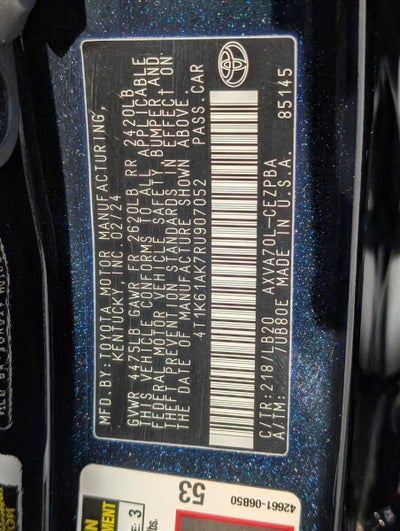 MFD. BY: TOYOTA MOTOR MANUFACTURING,
KENTUCKY, INC. 02/24
GVWR 4475LB GAWR FR 2620LB RR 2420LB
THIS VEHICLE CONFORMS TO ALL APPLICABLE
FEDERAL MOTOR VEHICLE SAFETY, BUMPER AND
THEFT PREVENTION STANDARDS IN EFFECT ON
THE DATE OF MANUFACTURE SHOWN ABOVE
4T1K61AK7RU907052 PASS. CAR
C/TR: 218/LB20 AXVA70L-CEZPBA
A/TM: /UB80E MADE IN U.S.A. 85145
42661-06B50
53
E: 3